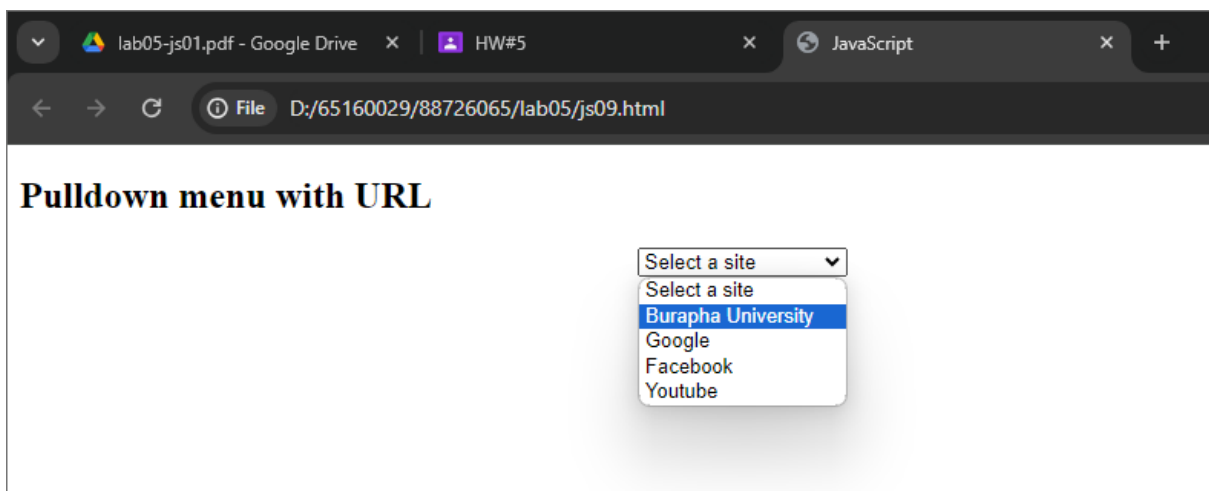 lab05-js01.pdf - Google Drive
HW#5
JavaScript
File D:/65160029/88726065/lab05/js09.html
Pulldown menu with URL
Select a site
Select a site
Burapha University
Google
Facebook
Youtube